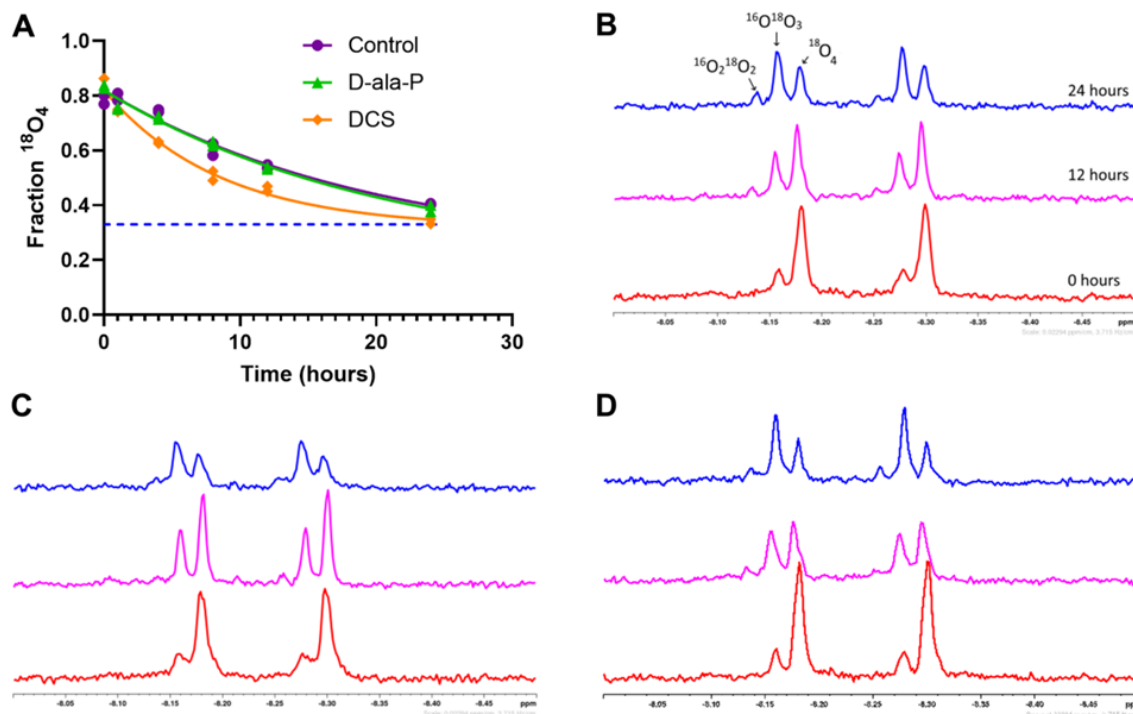 A
Control
D-ala-P
DCS
Fraction ¹⁸O₄
1.0
0.8
0.6
0.4
0.2
0.0
0 10 20 30
Time (hours)
B
¹⁶O¹⁸O₃
¹⁶O₂¹⁸O₂
¹⁸O₄
24 hours
12 hours
0 hours
-8.05 -8.10 -8.15 -8.20 -8.25 -8.30 -8.35 -8.40 -8.45 ppm
C
-8.05 -8.10 -8.15 -8.20 -8.25 -8.30 -8.35 -8.40 -8.45 ppm
D
-8.05 -8.10 -8.15 -8.20 -8.25 -8.30 -8.35 -8.40 -8.45 ppm